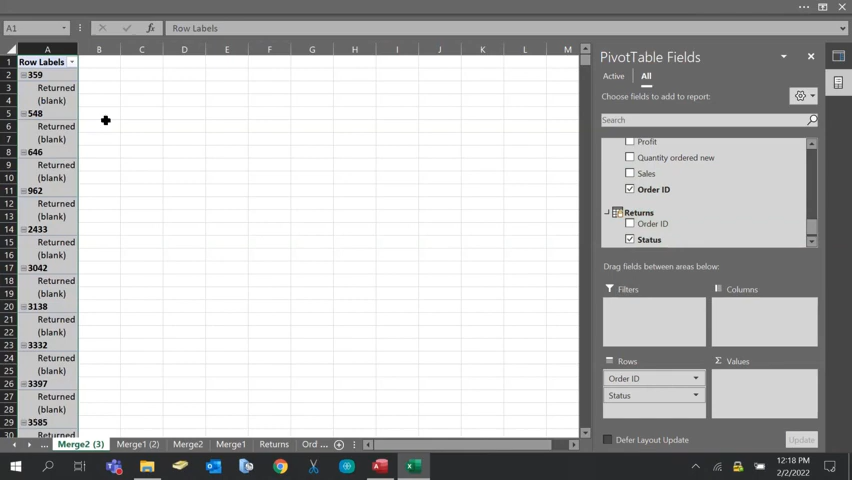 A1
fx
Row Labels
A B C D E F G H I J K L M
1 Row Labels
2 359
3 Returned
4 (blank)
5 548
6 Returned
7 (blank)
8 646
9 Returned
10 (blank)
11 962
12 Returned
13 (blank)
14 2433
15 Returned
16 (blank)
17 3042
18 Returned
19 (blank)
20 3138
21 Returned
22 (blank)
23 3332
24 Returned
25 (blank)
26 3397
27 Returned
28 (blank)
29 3585
30 Returned
... Merge2 (3) Merge1 (2) Merge2 Merge1 Returns Ord ...
PivotTable Fields
Active All
Choose fields to add to report:
Search
Profit
Quantity ordered new
Sales
Order ID
Returns
Order ID
Status
Drag fields between areas below:
Filters
Columns
Rows
Σ Values
Order ID
Status
Defer Layout Update
Update
12:18 PM
2/2/2022